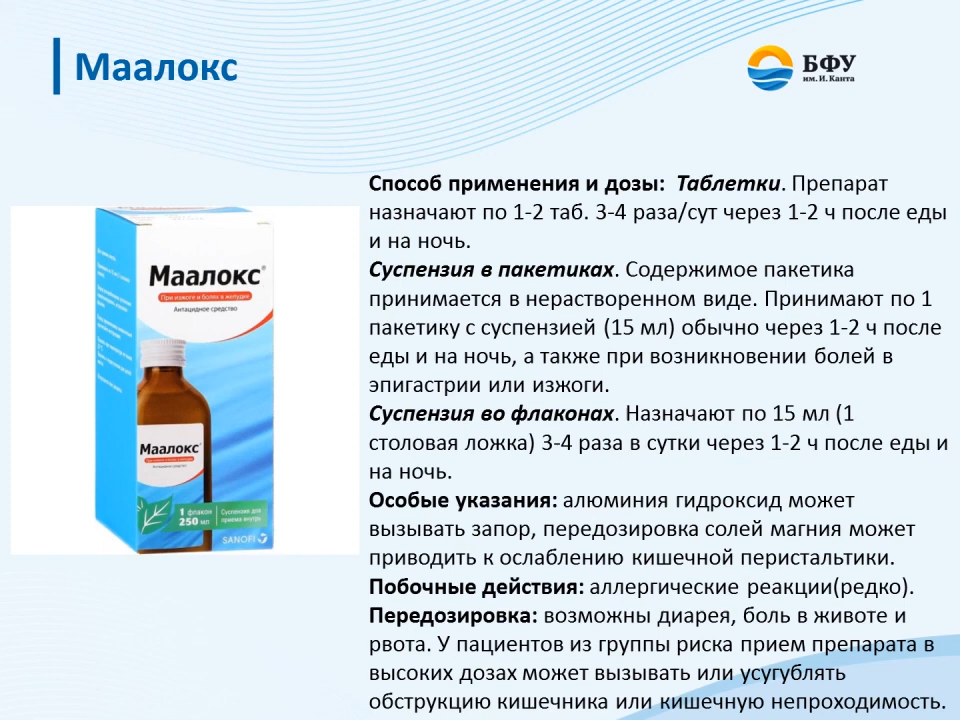 Маалокс
БФУ
им. И. Канта
Способ применения и дозы: Таблетки. Препарат
назначают по 1-2 таб. 3-4 раза/сут через 1-2 ч после еды
и на ночь.
Суспензия в пакетиках. Содержимое пакетика
принимается в нерастворенном виде. Принимают по 1
пакетику с суспензией (15 мл) обычно через 1-2 ч после
еды и на ночь, а также при возникновении болей в
эпигастрии или изжоги.
Суспензия во флаконах. Назначают по 15 мл (1
столовая ложка) 3-4 раза в сутки через 1-2 ч после еды и
на ночь.
Особые указания: алюминия гидроксид может
вызывать запор, передозировка солей магния может
приводить к ослаблению кишечной перистальтики.
Побочные действия: аллергические реакции(редко).
Передозировка: возможны диарея, боль в животе и
рвота. У пациентов из группы риска прием препарата в
высоких дозах может вызывать или усугублять
обструкцию кишечника или кишечную непроходимость.
Маалокс®
При изжоге и болях в желудке
Антацидное средство
Маалокс®
Антацидное средство
1 флакон
250 мл
Суспензия для
приема внутрь
SANOFI